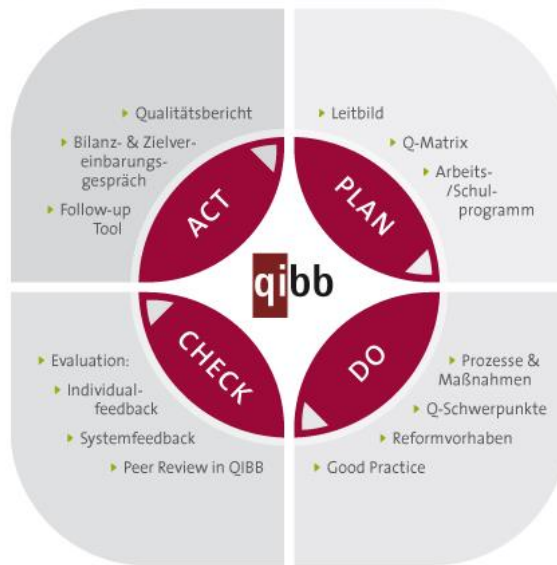 Qualitätsbericht
Bilanz- & Zielver-
einbarungs-
gespräch
Follow-up
Tool
ACT
Leitbild
Q-Matrix
Arbeits-
/Schul-
programm
PLAN
qibb
CHECK
Evaluation:
Individual-
feedback
Systemfeedback
Peer Review in QIBB
DO
Prozesse &
Maßnahmen
Q-Schwerpunkte
Reformvorhaben
Good Practice